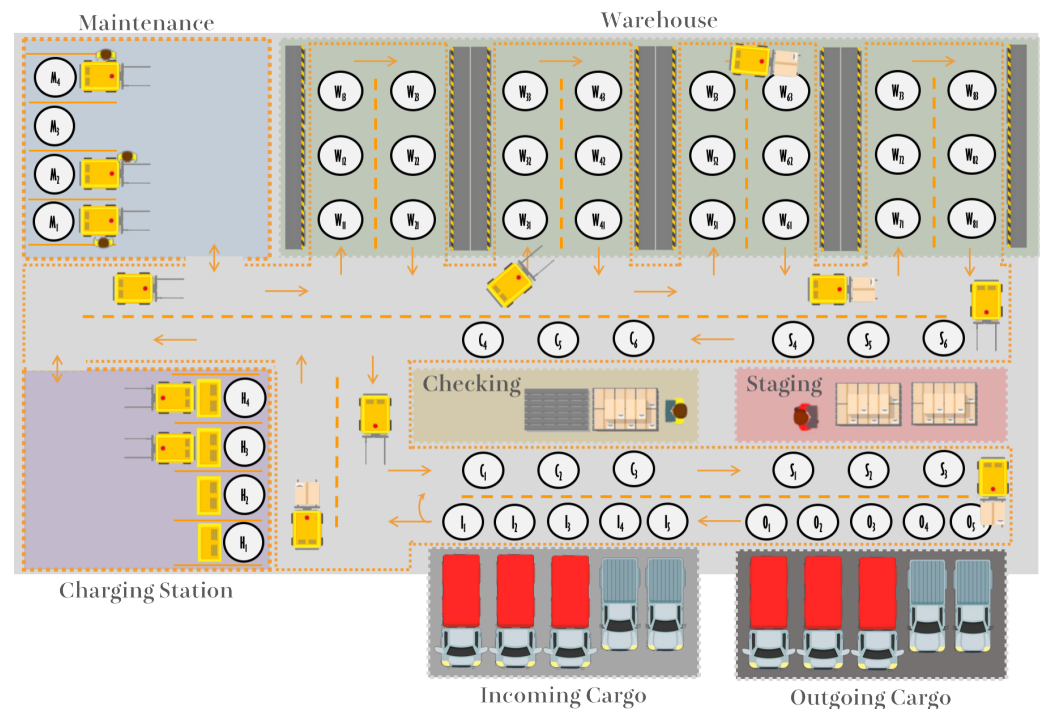 Maintenance
Warehouse
M4
M3
M2
M1
W13 W23 W33 W43 W53 W63 W73 W83
W12 W22 W32 W42 W52 W62 W72 W82
W11 W21 W31 W41 W51 W61 W71 W81
C4 C5 C6 S4 S5 S6
Checking
Staging
H4
H3
H2
H1
C1 C2 C3 S1 S2 S3
I1 I2 I3 I4 I5 O1 O2 O3 O4 O5
Charging Station
Incoming Cargo
Outgoing Cargo